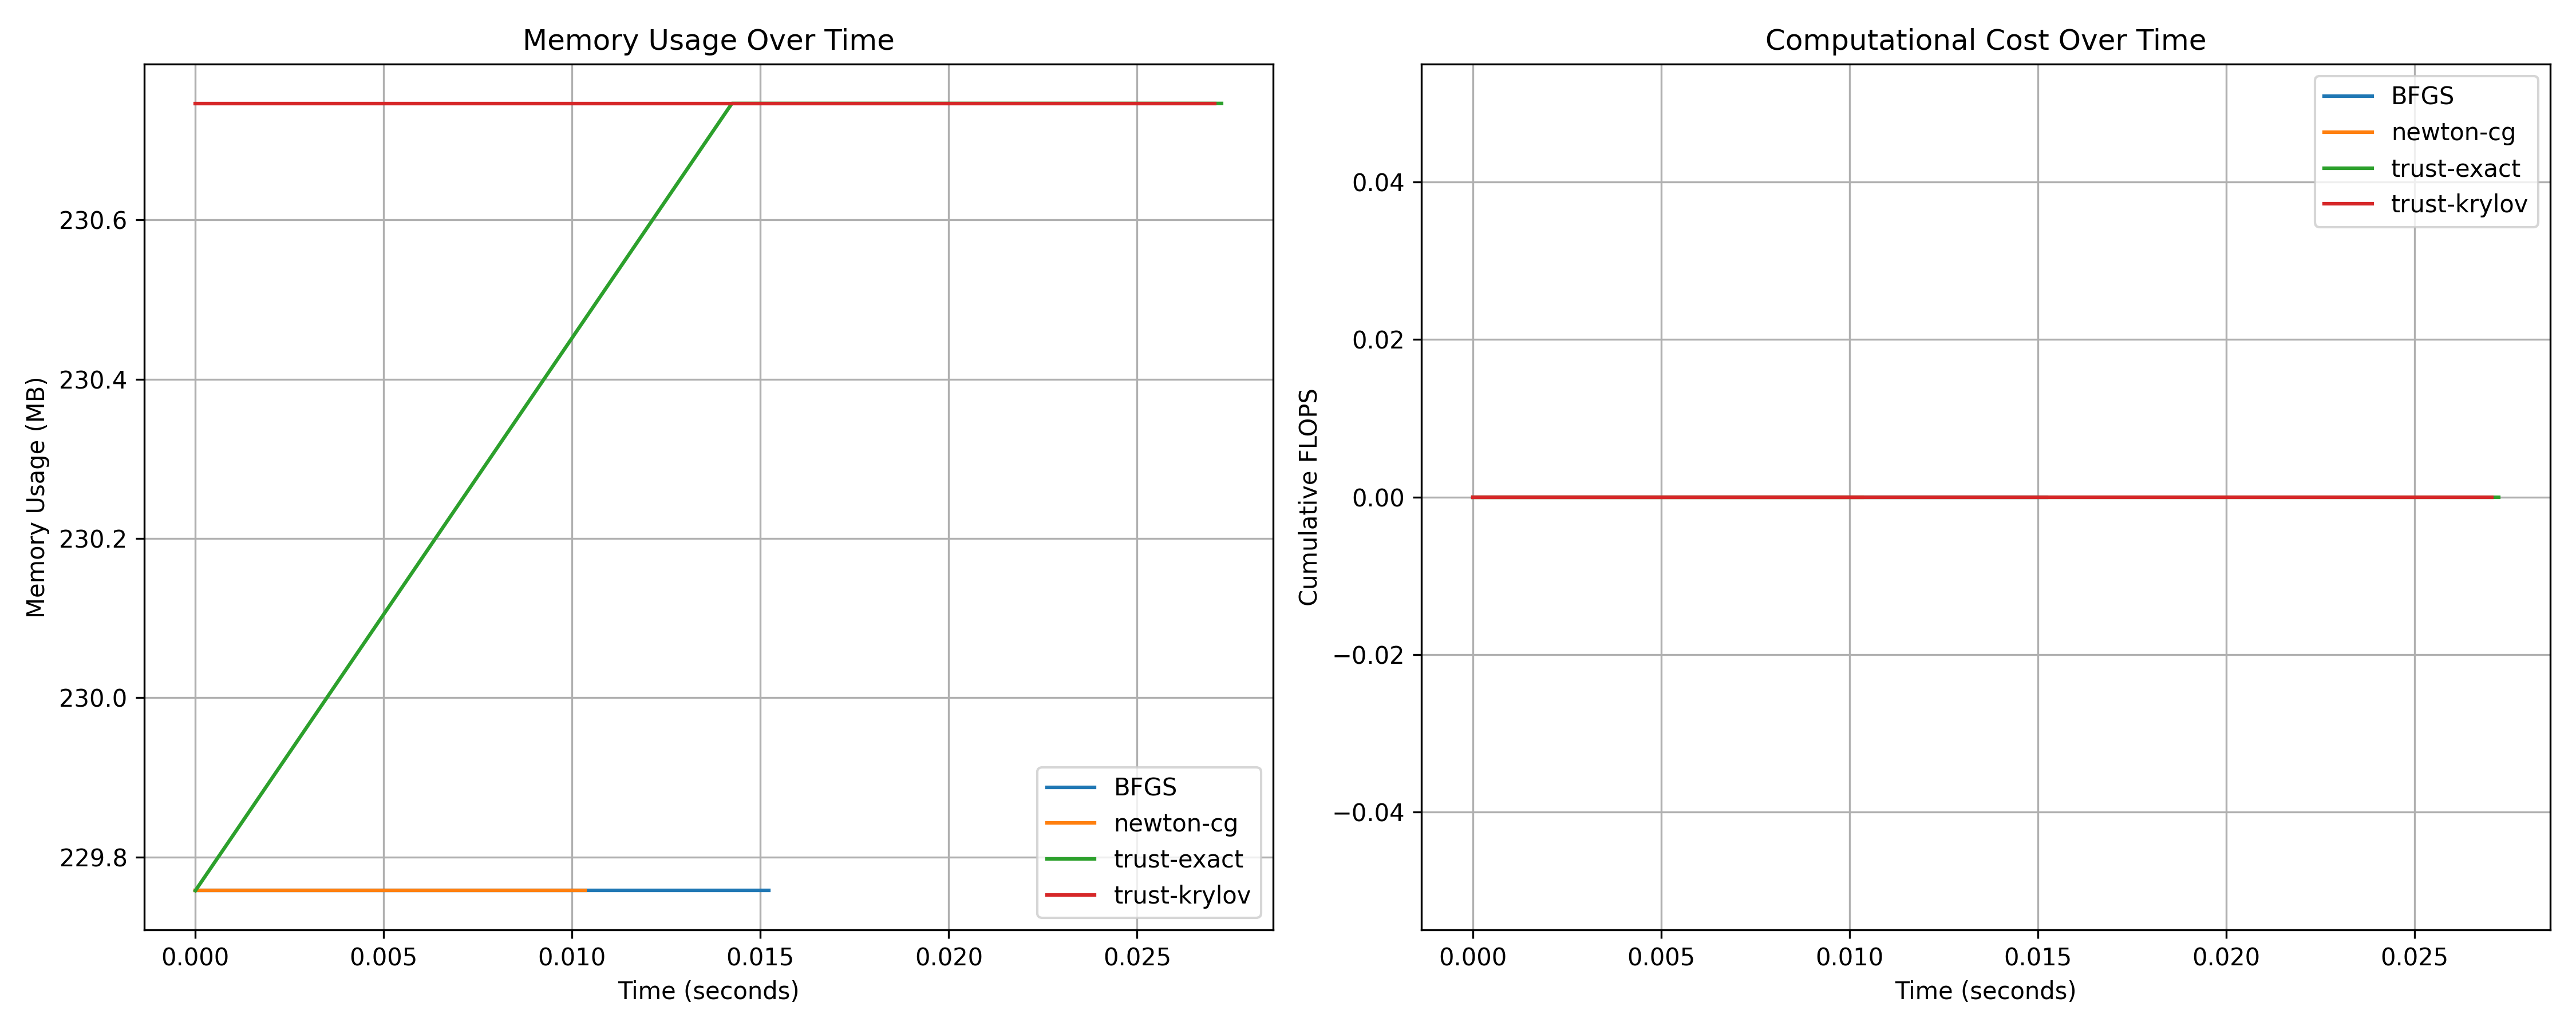 Memory Usage Over Time
Memory Usage (MB)
230.6
230.4
230.2
230.0
229.8
0.000 0.005 0.010 0.015 0.020 0.025
Time (seconds)
BFGS
newton-cg
trust-exact
trust-krylov
Computational Cost Over Time
Cumulative FLOPS
0.04
0.02
0.00
−0.02
−0.04
0.000 0.005 0.010 0.015 0.020 0.025
Time (seconds)
BFGS
newton-cg
trust-exact
trust-krylov